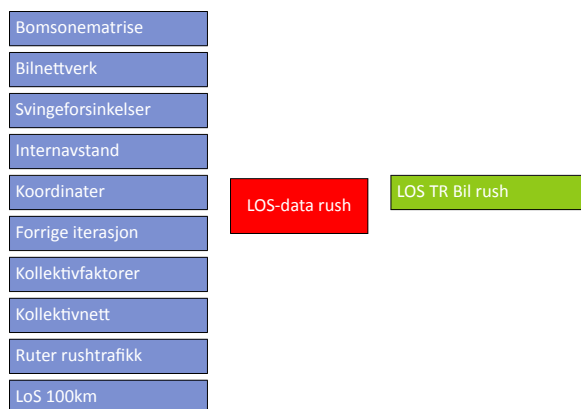 Bomsonematrise
Bilnettverk
Svingeforsinkelser
Internavstand
Koordinater
Forrige iterasjon
Kollektivfaktorer
Kollektivnett
Ruter rushtrafikk
LoS 100km
LOS-data rush
LOS TR Bil rush